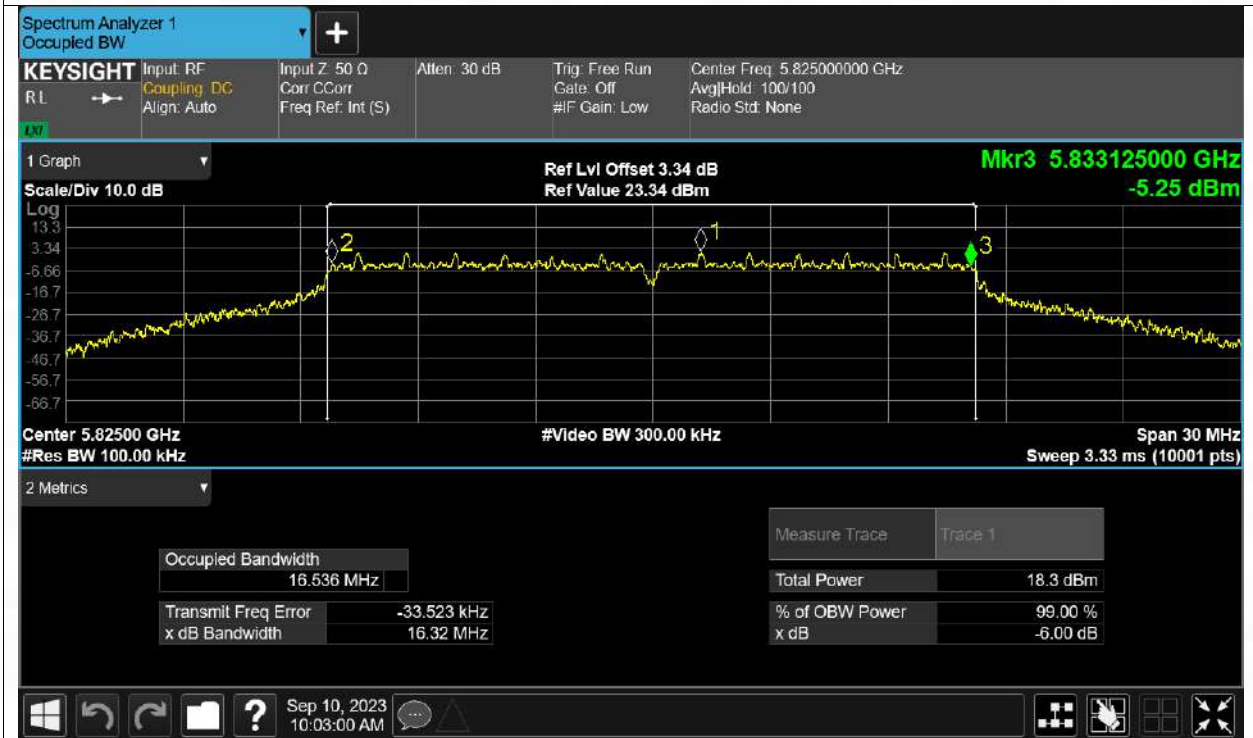 Spectrum Analyzer 1
Occupied BW
+
KEYSIGHT
RL
LXI
Input: RF
Coupling: DC
Align: Auto
Input Z: 50 Ω
Corr CCorr
Freq Ref: Int (S)
Atten: 30 dB
Trig: Free Run
Gate: Off
#IF Gain: Low
Center Freq: 5.825000000 GHz
Avg|Hold: 100/100
Radio Std: None
1 Graph
Scale/Div 10.0 dB
Ref Lvl Offset 3.34 dB
Ref Value 23.34 dBm
Mkr3 5.833125000 GHz
-5.25 dBm
Log
13.3
3.34
-6.66
-16.7
-26.7
-36.7
-46.7
-56.7
-66.7
2
1
3
Center 5.82500 GHz
#Res BW 100.00 kHz
#Video BW 300.00 kHz
Span 30 MHz
Sweep 3.33 ms (10001 pts)
2 Metrics
Measure Trace Trace 1
Occupied Bandwidth
16.536 MHz
Total Power 18.3 dBm
Transmit Freq Error -33.523 kHz
% of OBW Power 99.00 %
x dB Bandwidth 16.32 MHz
x dB -6.00 dB
?
Sep 10, 2023
10:03:00 AM